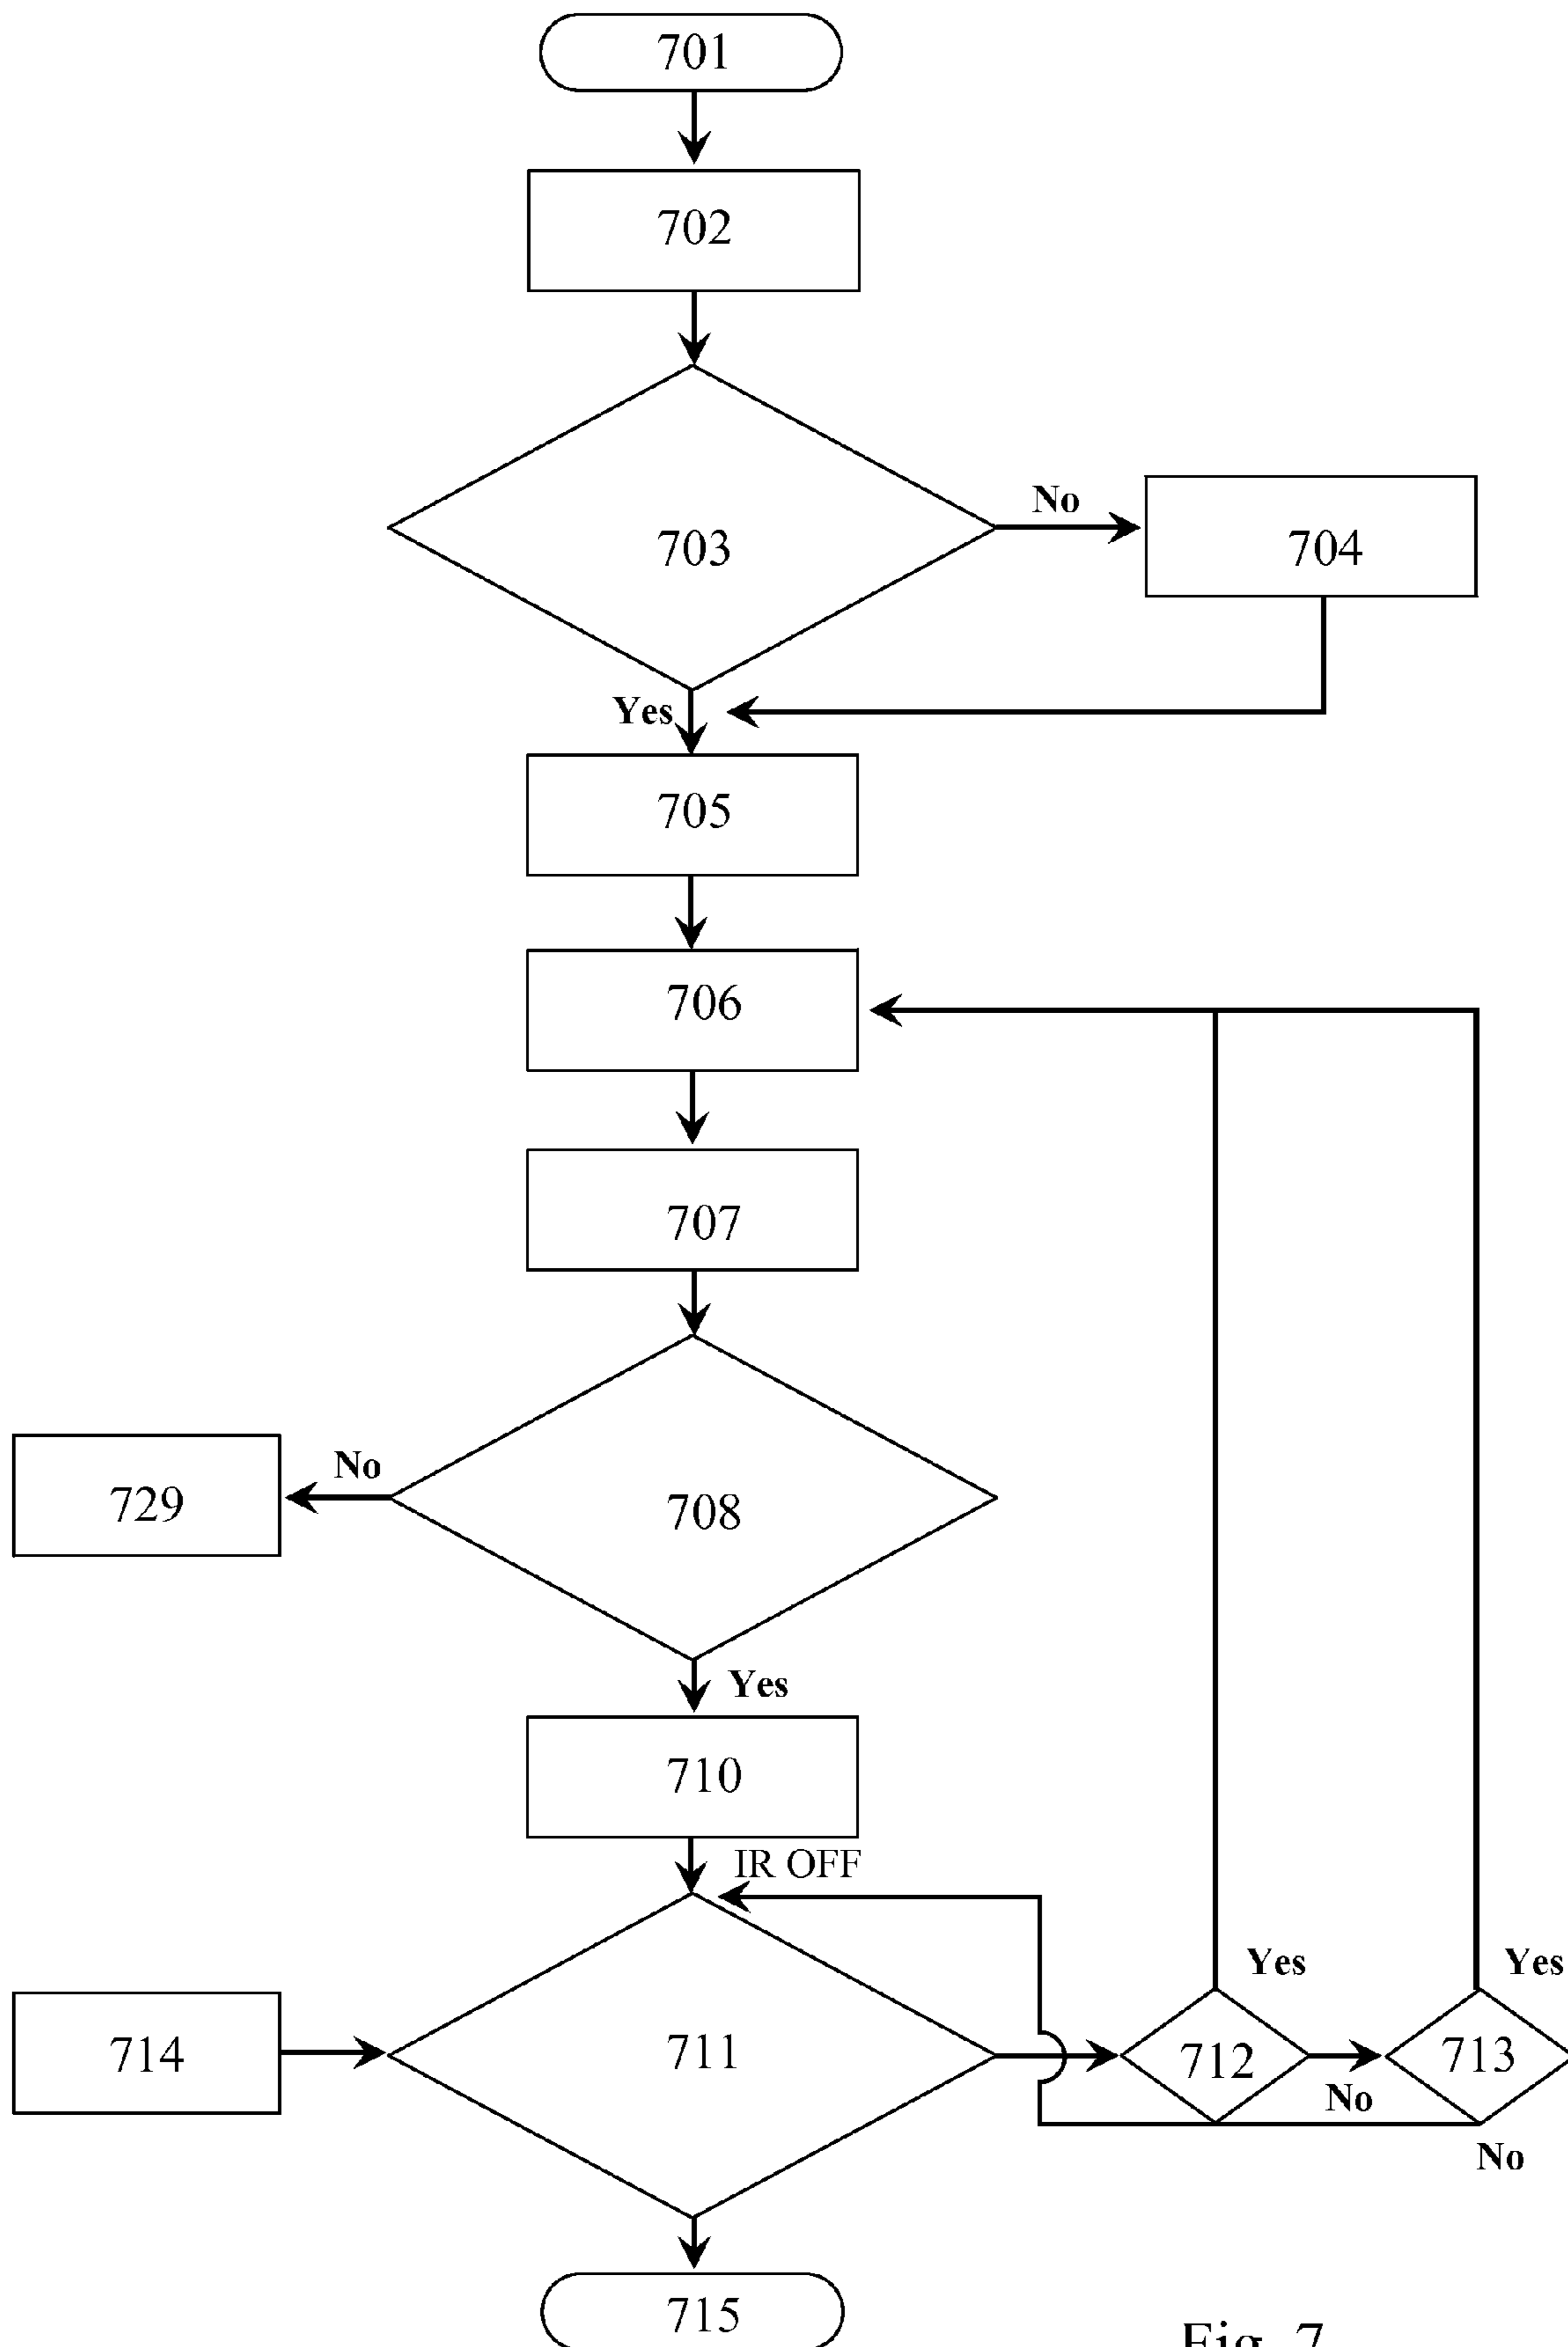 701
702
703
No
704
Yes
705
706
707
708
No
729
Yes
710
IR OFF
711
714
712
Yes
No
713
Yes
No
715
Fig. 7